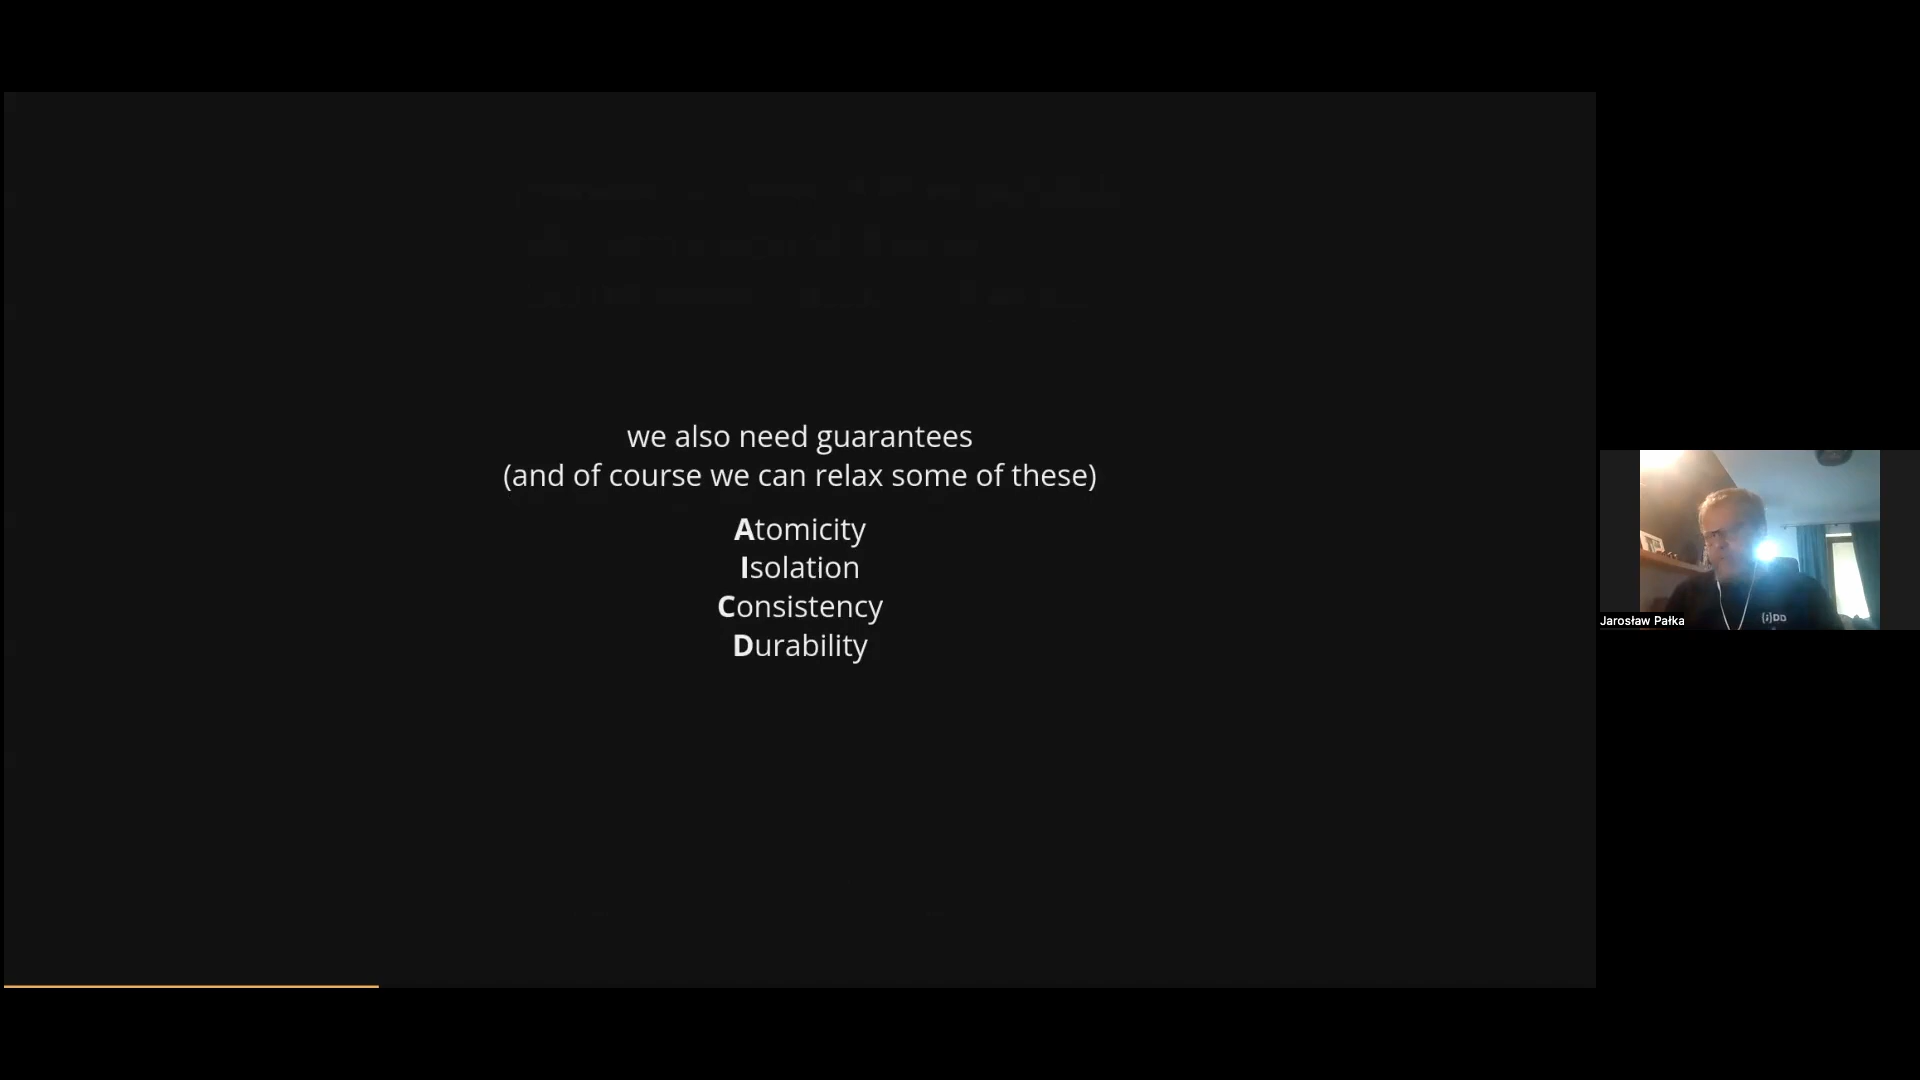 we also need guarantees
(and of course we can relax some of these)
Atomicity
Isolation
Consistency
Durability
Jarosław Pałka